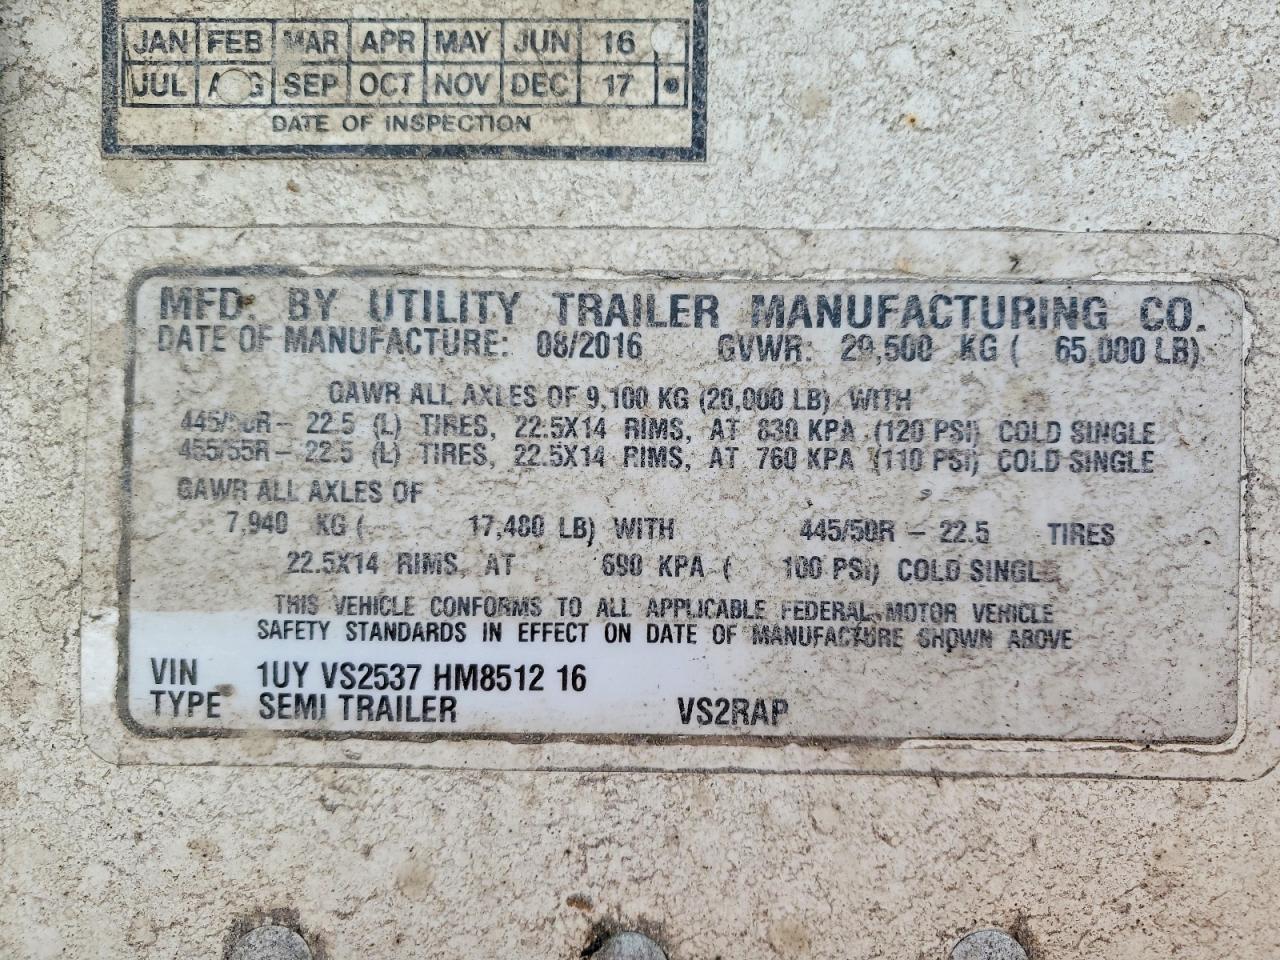 JAN FEB MAR APR MAY JUN 16
JUL AUG SEP OCT NOV DEC 17
DATE OF INSPECTION
MFD. BY UTILITY TRAILER MANUFACTURING CO.
DATE OF MANUFACTURE: 08/2016 GVWR: 29,500 KG ( 65,000 LB)
GAWR ALL AXLES OF 9,100 KG (20,000 LB) WITH
445/50R - 22.5 (L) TIRES, 22.5X14 RIMS, AT 830 KPA (120 PSI) COLD SINGLE
455/55R - 22.5 (L) TIRES, 22.5X14 RIMS, AT 760 KPA (110 PSI) COLD SINGLE
GAWR ALL AXLES OF
7,940 KG ( 17,480 LB) WITH 445/50R - 22.5 TIRES
22.5X14 RIMS, AT 690 KPA ( 100 PSI) COLD SINGLE
THIS VEHICLE CONFORMS TO ALL APPLICABLE FEDERAL MOTOR VEHICLE
SAFETY STANDARDS IN EFFECT ON DATE OF MANUFACTURE SHOWN ABOVE
VIN 1UY VS2537 HM8512 16
TYPE SEMI TRAILER VS2RAP